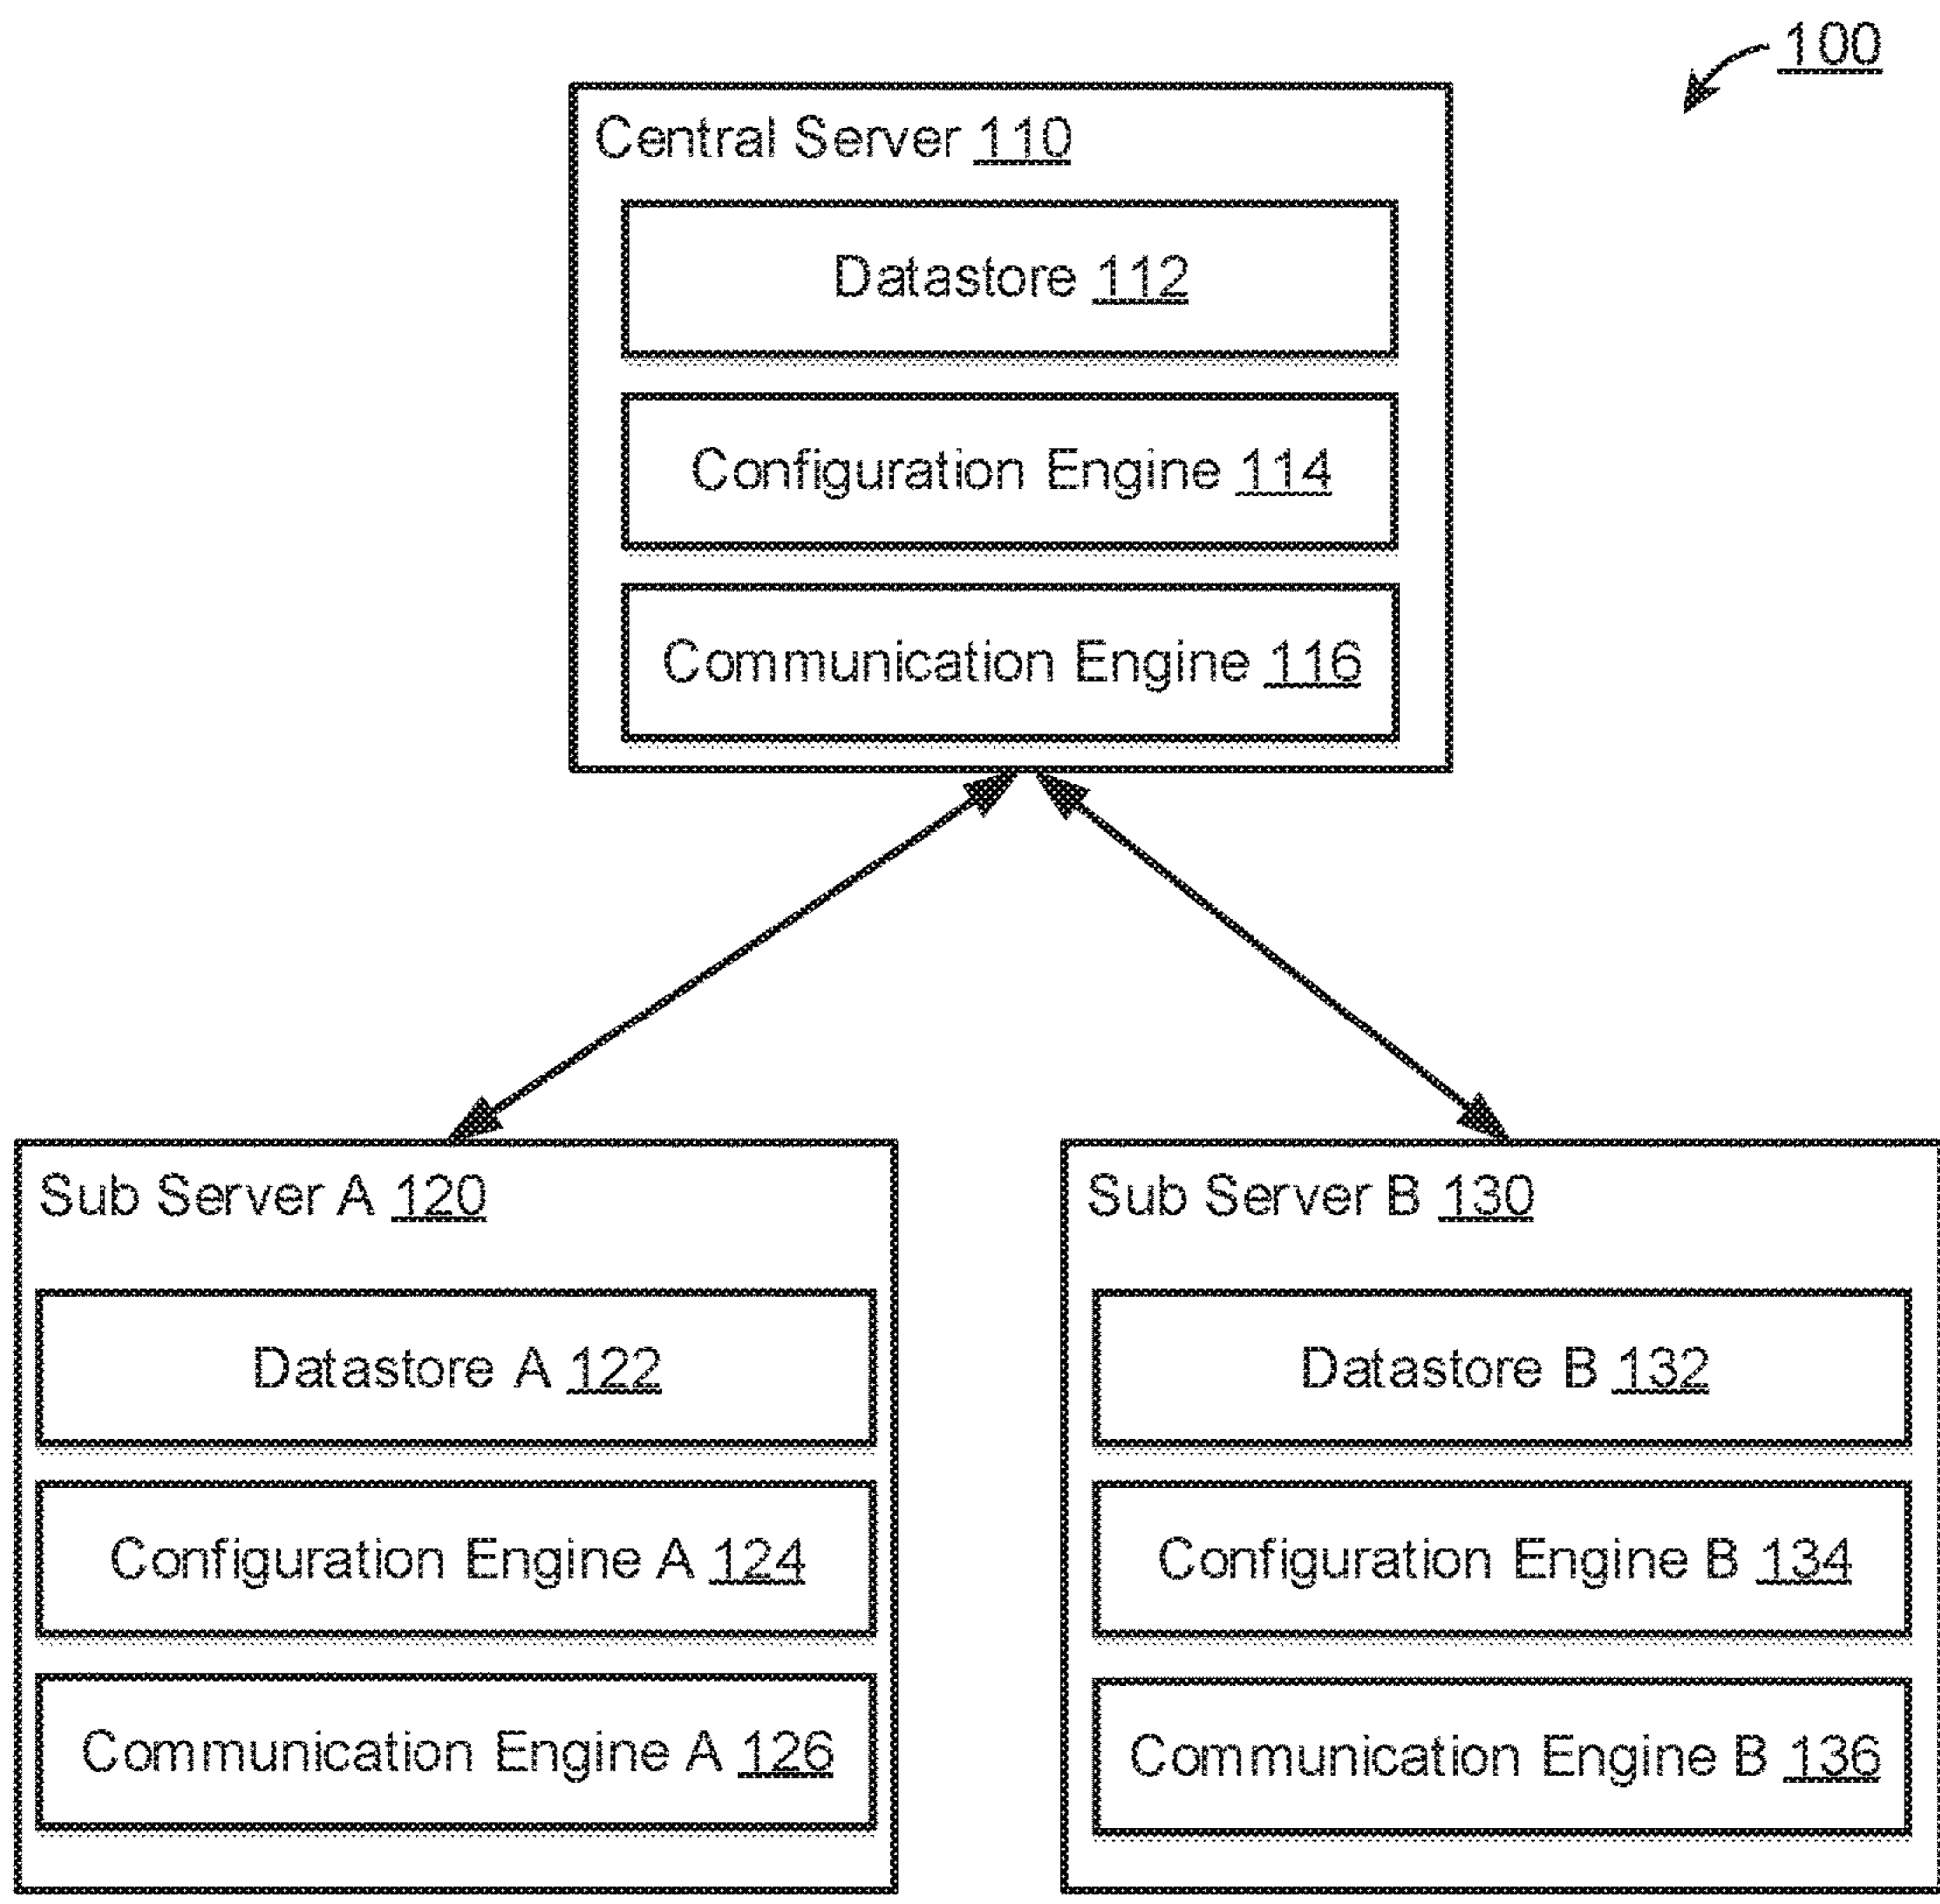 100
Central Server 110
Datastore 112
Configuration Engine 114
Communication Engine 116
Sub Server A 120
Datastore A 122
Configuration Engine A 124
Communication Engine A 126
Sub Server B 130
Datastore B 132
Configuration Engine B 134
Communication Engine B 136